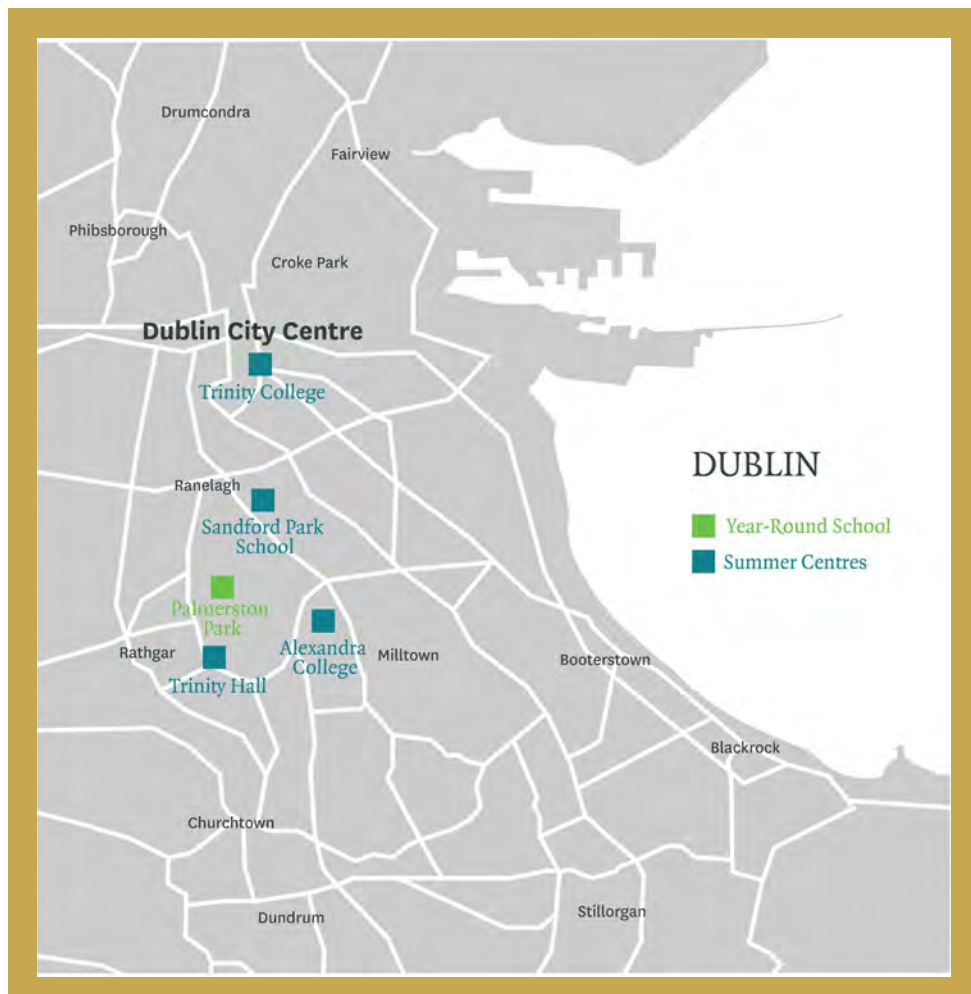 Drumcondra
Fairview
Phibsborough
Croke Park
Dublin City Centre
Trinity College
DUBLIN
Ranelagh
Sandford Park
School
Year-Round School
Summer Centres
Palmerston
Park
Rathgar
Alexandra
College
Milltown
Booterstown
Trinity Hall
Blackrock
Churchtown
Dundrum
Stillorgan